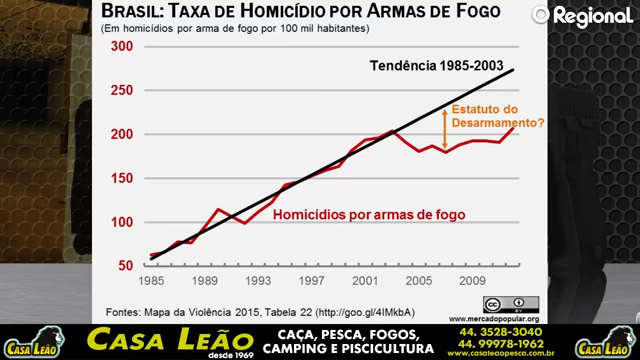 BRASIL: TAXA DE HOMICÍDIO POR ARMAS DE FOGO
(Em homicídios por arma de fogo por 100 mil habitantes)
Regional
300
Tendência 1985-2003
250
Estatuto do
Desarmamento?
200
150
Homicídios por armas de fogo
100
50
1985
1989
1993
1997
2001
2005
2009
Fontes: Mapa da Violência 2015, Tabela 22 (http://goo.gl/4IMkbA)
cc
BY
www.mercadopopular.org
CASA LEÃO
CASA LEÃO
desde 1969
CAÇA, PESCA, FOGOS,
CAMPING E PISCICULTURA
44. 3528-3040
44. 99978-1962
www.casaleaopesca.com.br
CASA LEÃO